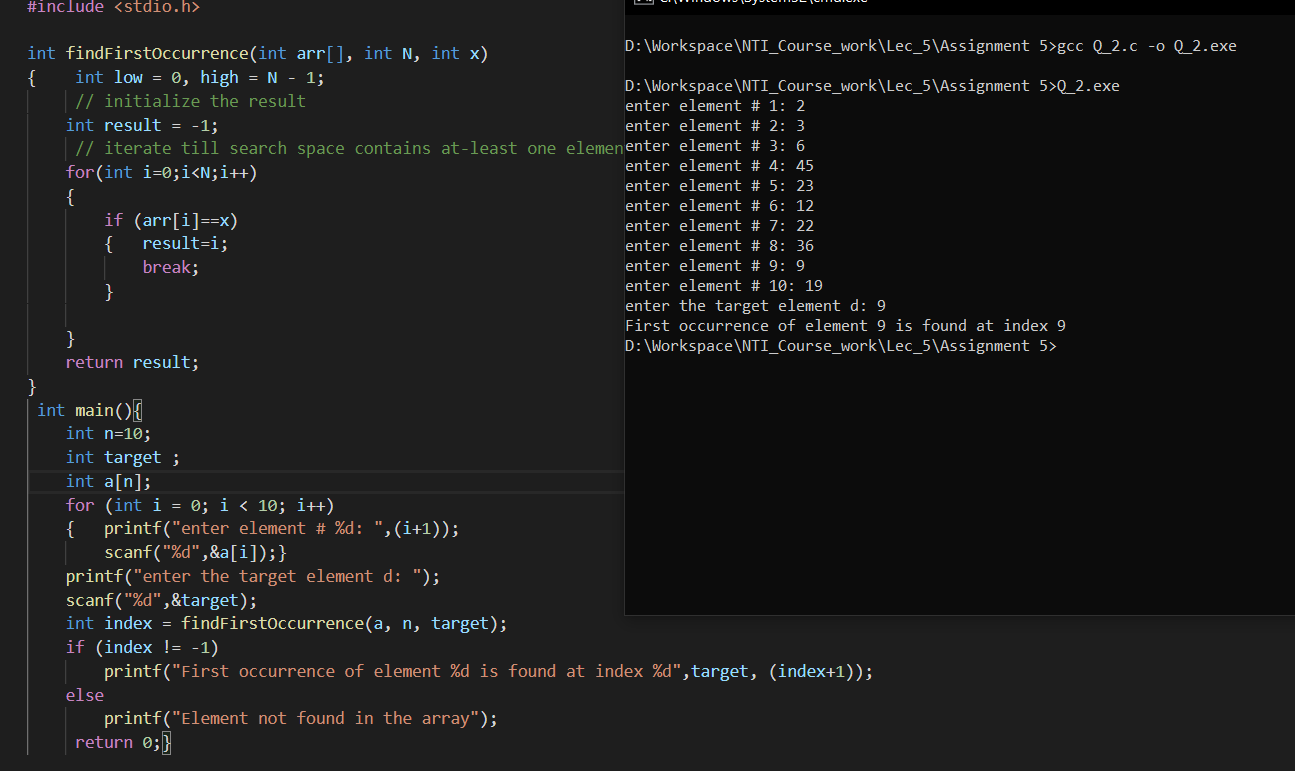 #include <stdio.h>
int findFirstOccurrence(int arr[], int N, int x)
{    int low = 0, high = N - 1;
     // initialize the result
    int result = -1;
     // iterate till search space contains at-least one elemen
    for(int i=0;i<N;i++)
    {
        if (arr[i]==x)
        {   result=i;
            break;
        }
    }
    return result;
}
 int main(){
    int n=10;
    int target ;
    int a[n];
    for (int i = 0; i < 10; i++)
    {   printf("enter element # %d: ",(i+1));
        scanf("%d",&a[i]);}
    printf("enter the target element d: ");
    scanf("%d",&target);
    int index = findFirstOccurrence(a, n, target);
    if (index != -1)
        printf("First occurrence of element %d is found at index %d",target, (index+1));
    else
        printf("Element not found in the array");
     return 0;}
D:\Workspace\NTI_Course_work\Lec_5\Assignment 5>gcc Q_2.c -o Q_2.exe
D:\Workspace\NTI_Course_work\Lec_5\Assignment 5>Q_2.exe
enter element # 1: 2
enter element # 2: 3
enter element # 3: 6
enter element # 4: 45
enter element # 5: 23
enter element # 6: 12
enter element # 7: 22
enter element # 8: 36
enter element # 9: 9
enter element # 10: 19
enter the target element d: 9
First occurrence of element 9 is found at index 9
D:\Workspace\NTI_Course_work\Lec_5\Assignment 5>